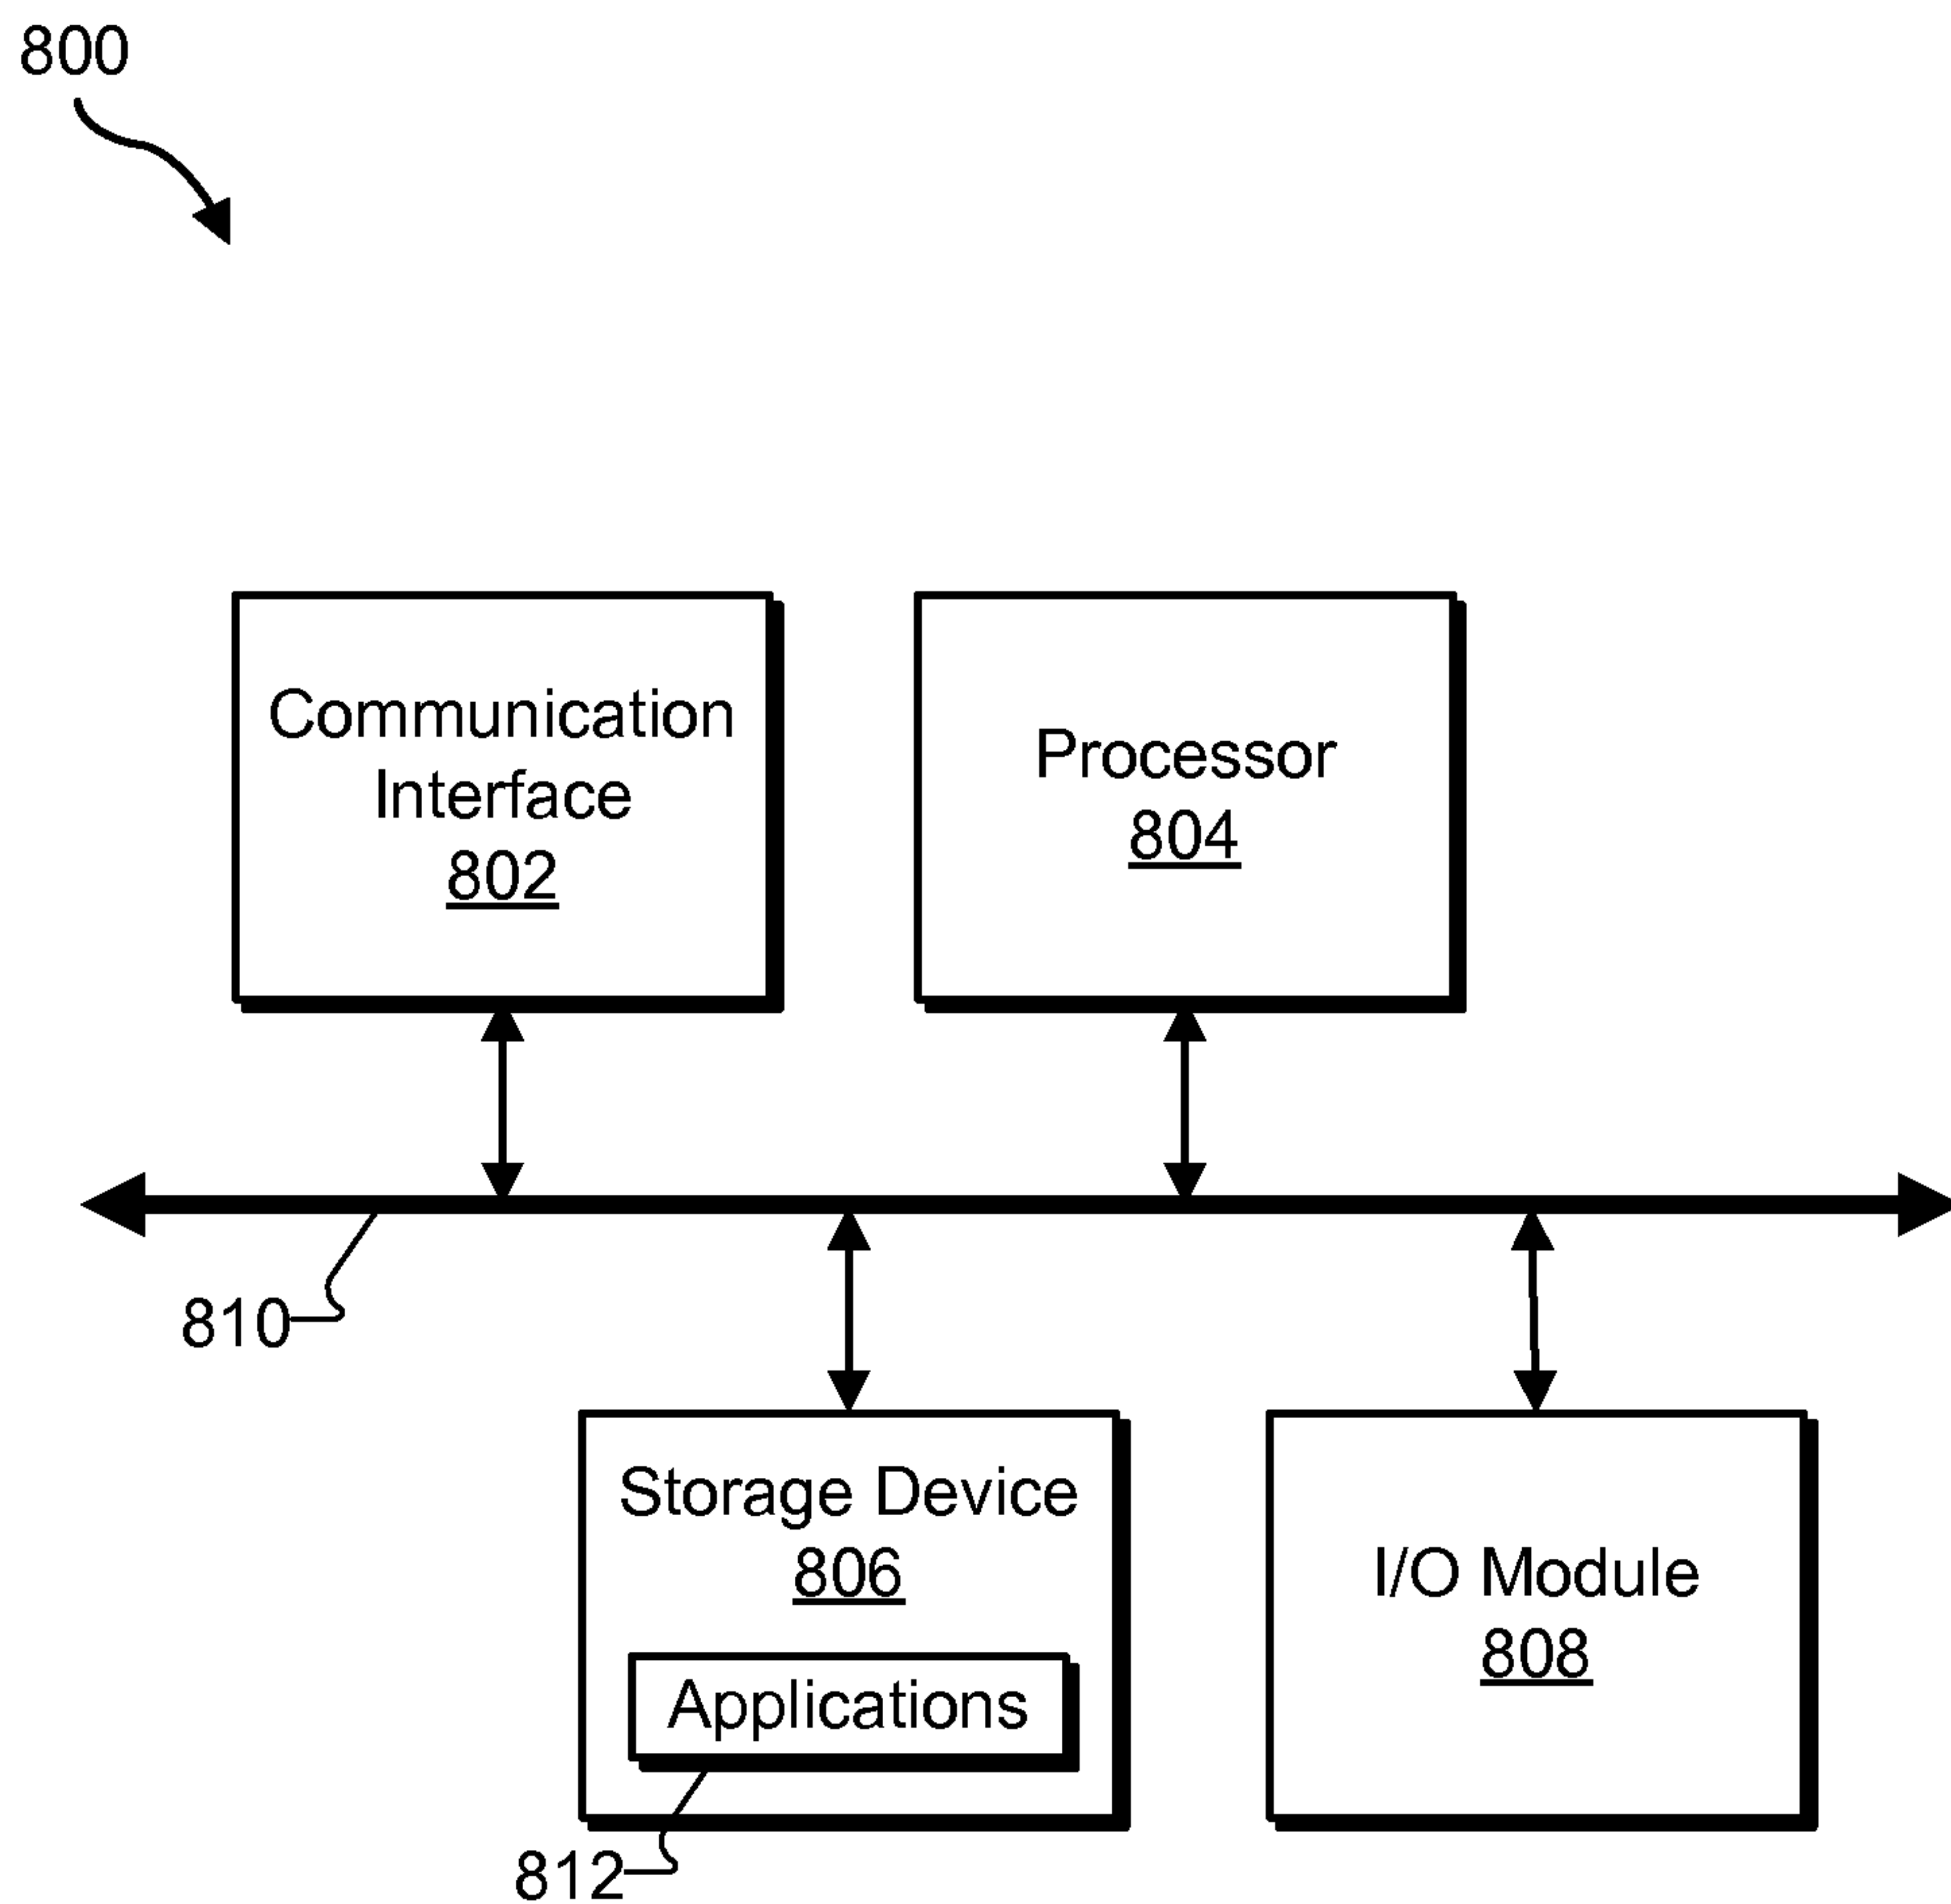 800
Communication
Interface
802
Processor
804
810
Storage Device
806
Applications
812
I/O Module
808